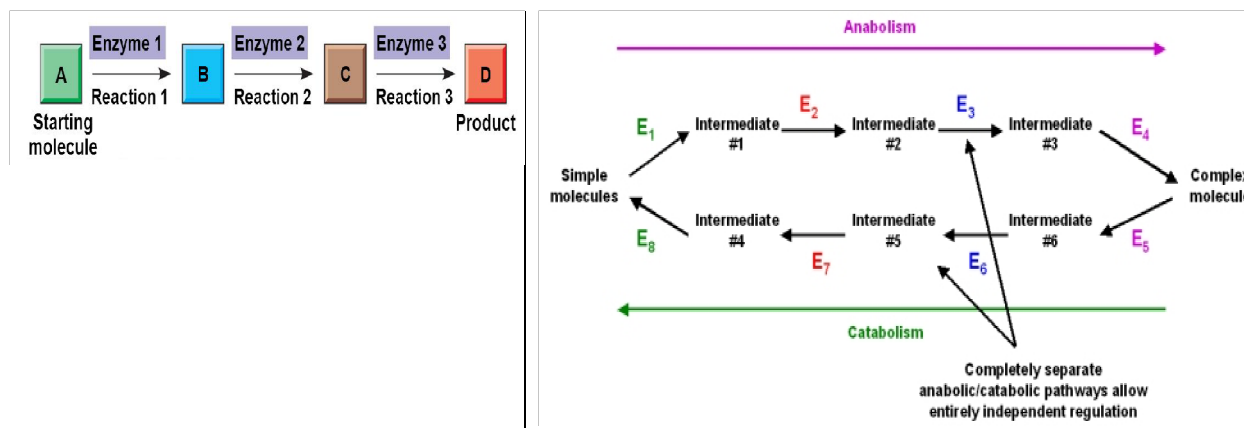 Enzyme 1
Enzyme 2
Enzyme 3
A
B
C
D
Reaction 1
Reaction 2
Reaction 3
Starting
molecule
Product
Anabolism
E1
E2
E3
E4
Intermediate
#1
Intermediate
#2
Intermediate
#3
Simple
molecules
Complex
molecule
Intermediate
#4
Intermediate
#5
Intermediate
#6
E8
E7
E6
E5
Catabolism
Completely separate
anabolic/catabolic pathways allow
entirely independent regulation